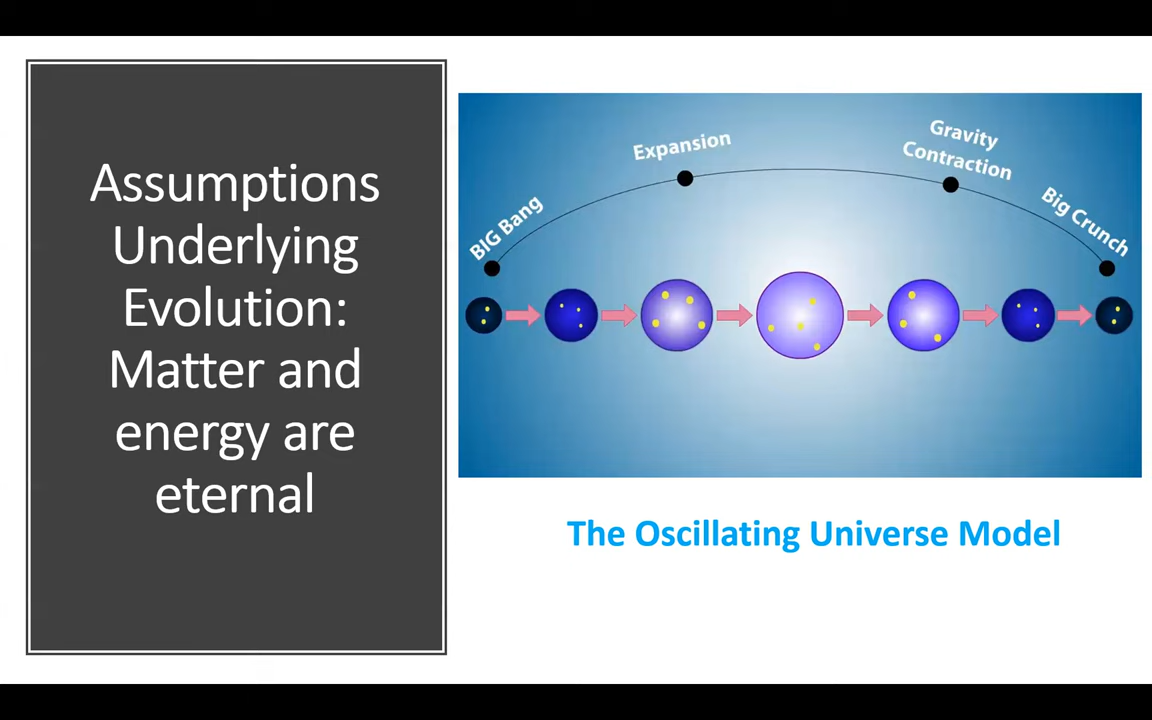 Assumptions
Underlying
Evolution:
Matter and
energy are
eternal
BIG Bang
Expansion
Gravity
Contraction
Big Crunch
The Oscillating Universe Model